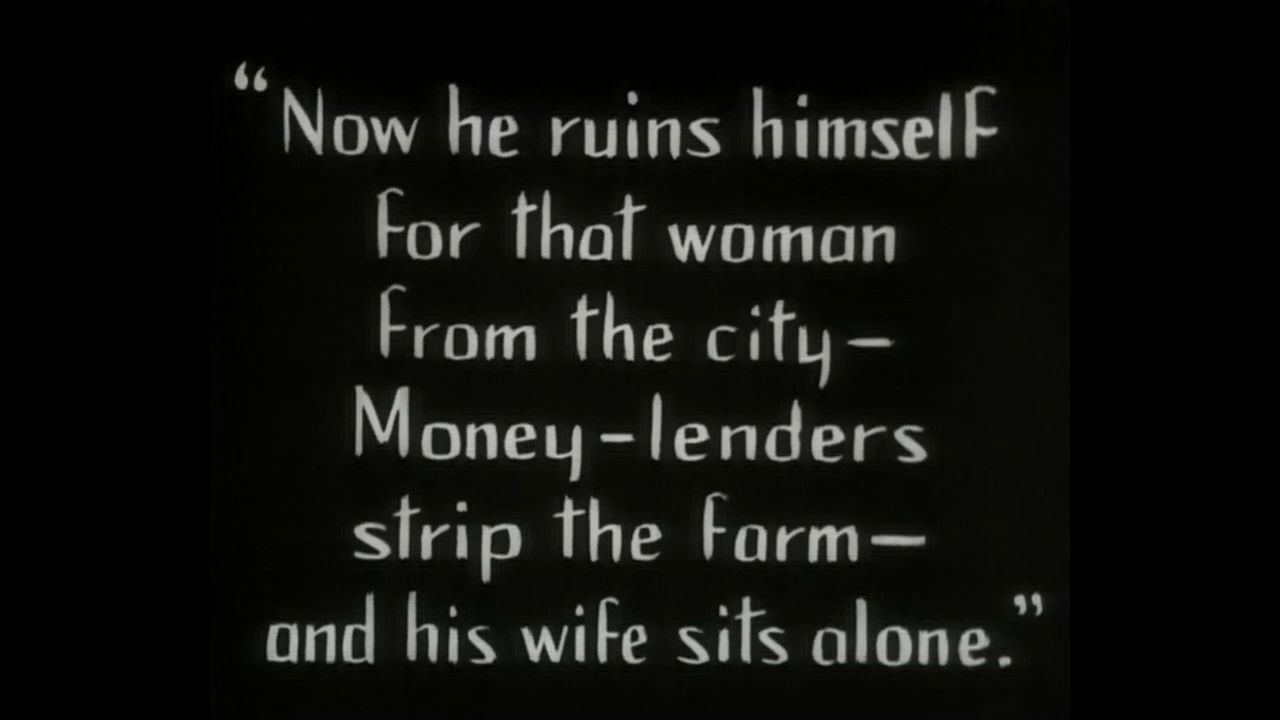 “Now he ruins himself
for that woman
from the city—
Money-lenders
strip the farm—
and his wife sits alone.”